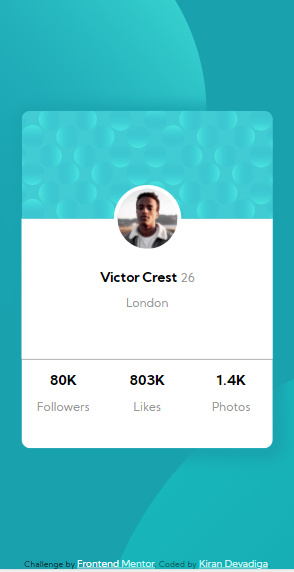 Victor Crest 26
London
80K 803K 1.4K
Followers Likes Photos
Challenge by Frontend Mentor. Coded by Kiran Devadiga